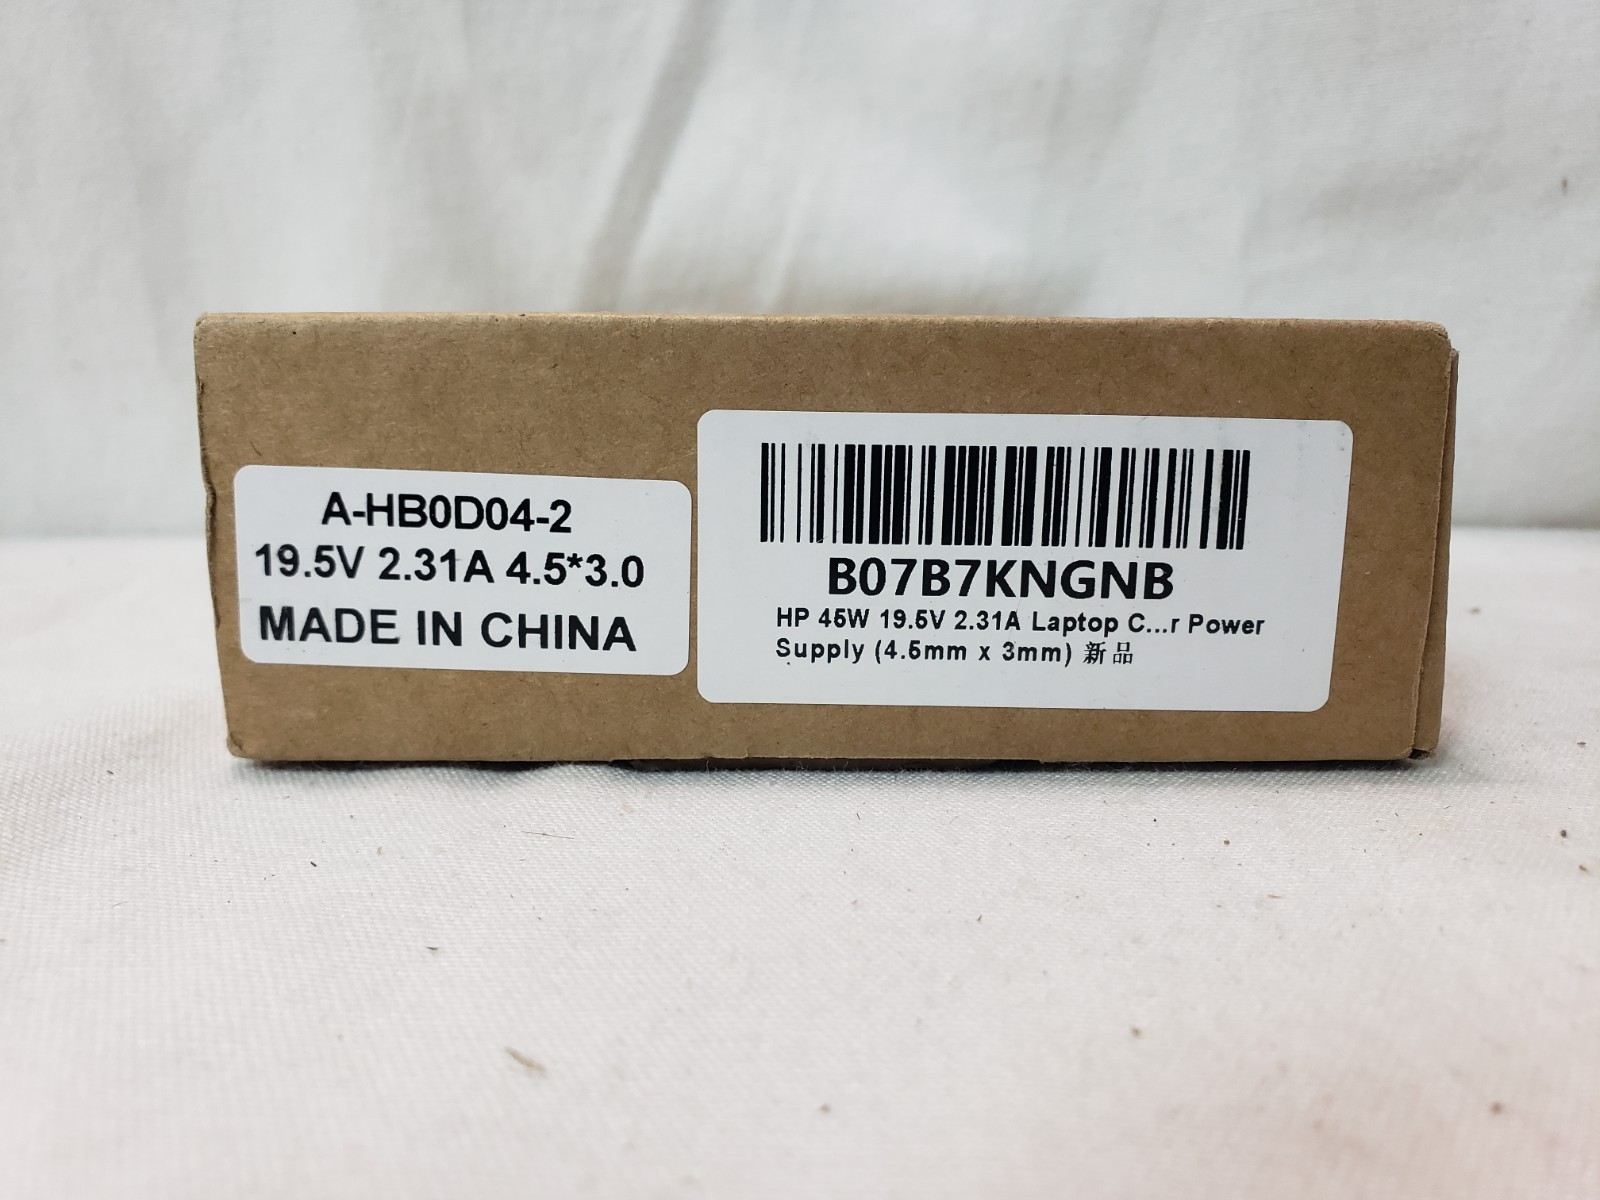 A-HB0D04-2
19.5V 2.31A 4.5*3.0
MADE IN CHINA
B07B7KNGNB
HP 45W 19.5V 2.31A Laptop C...r Power
Supply (4.5mm x 3mm) 新品